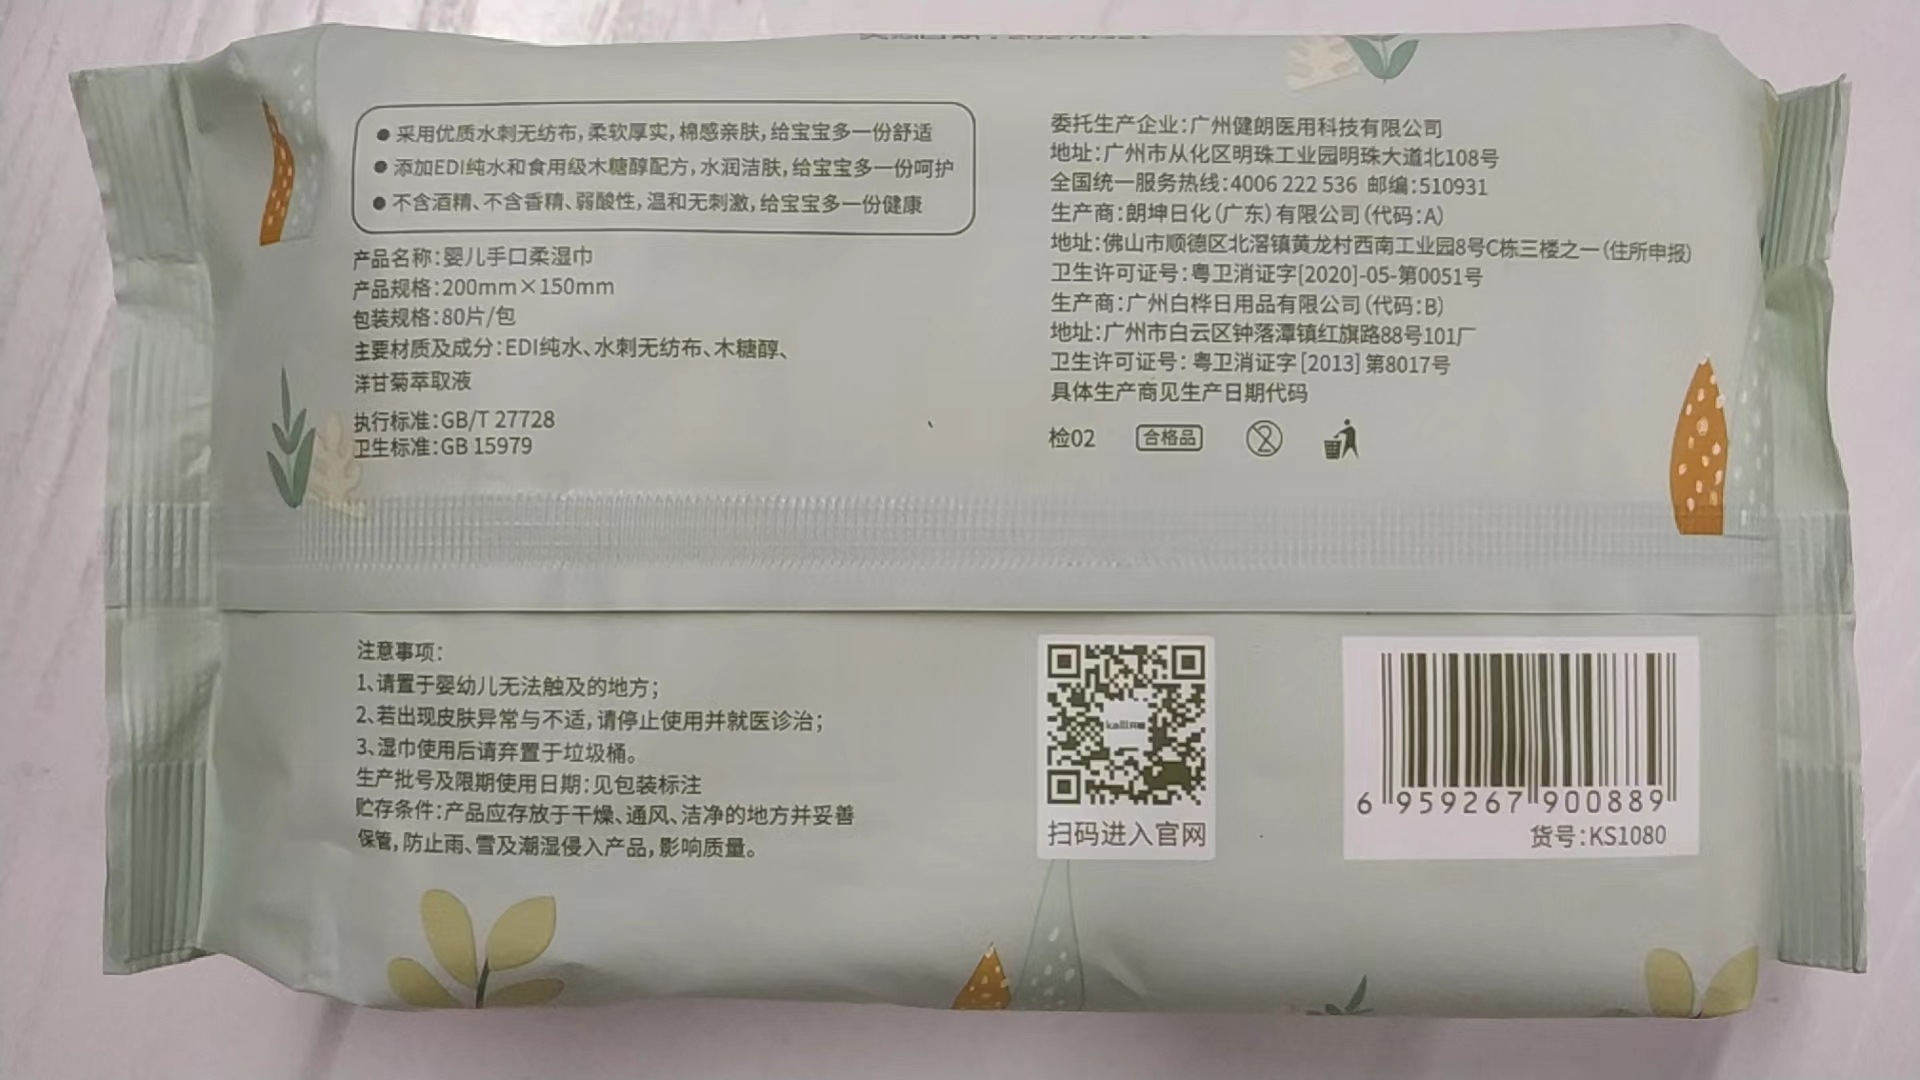 ●采用优质水刺无纺布,柔软厚实,棉感亲肤,给宝宝多一份舒适
●添加EDI纯水和食用级木糖醇配方,水润洁肤,给宝宝多一份呵护
●不含酒精、不含香精、弱酸性,温和无刺激,给宝宝多一份健康
产品名称:婴儿手口柔湿巾
产品规格:200mm×150mm
包装规格:80片/包
主要材质及成分:EDI纯水、水刺无纺布、木糖醇、
洋甘菊萃取液
执行标准:GB/T 27728
卫生标准:GB 15979
委托生产企业:广州健朗医用科技有限公司
地址:广州市从化区明珠工业园明珠大道北108号
全国统一服务热线:4006 222 536 邮编:510931
生产商:朗坤日化(广东)有限公司(代码:A)
地址:佛山市顺德区北滘镇黄龙村西南工业园8号C栋三楼之一(住所申报)
卫生许可证号:粤卫消证字[2020]-05-第0051号
生产商:广州白桦日用品有限公司(代码:B)
地址:广州市白云区钟落潭镇红旗路88号101厂
卫生许可证号:粤卫消证字[2013]第8017号
具体生产商见生产日期代码
检02 合格品 2
注意事项:
1、请置于婴幼儿无法触及的地方;
2、若出现皮肤异常与不适,请停止使用并就医诊治;
3、湿巾使用后请弃置于垃圾桶。
生产批号及限期使用日期:见包装标注
贮存条件:产品应存放于干燥、通风、洁净的地方并妥善
保管,防止雨、雪及潮湿侵入产品,影响质量。
扫码进入官网
6 959267 900889
货号:KS1080